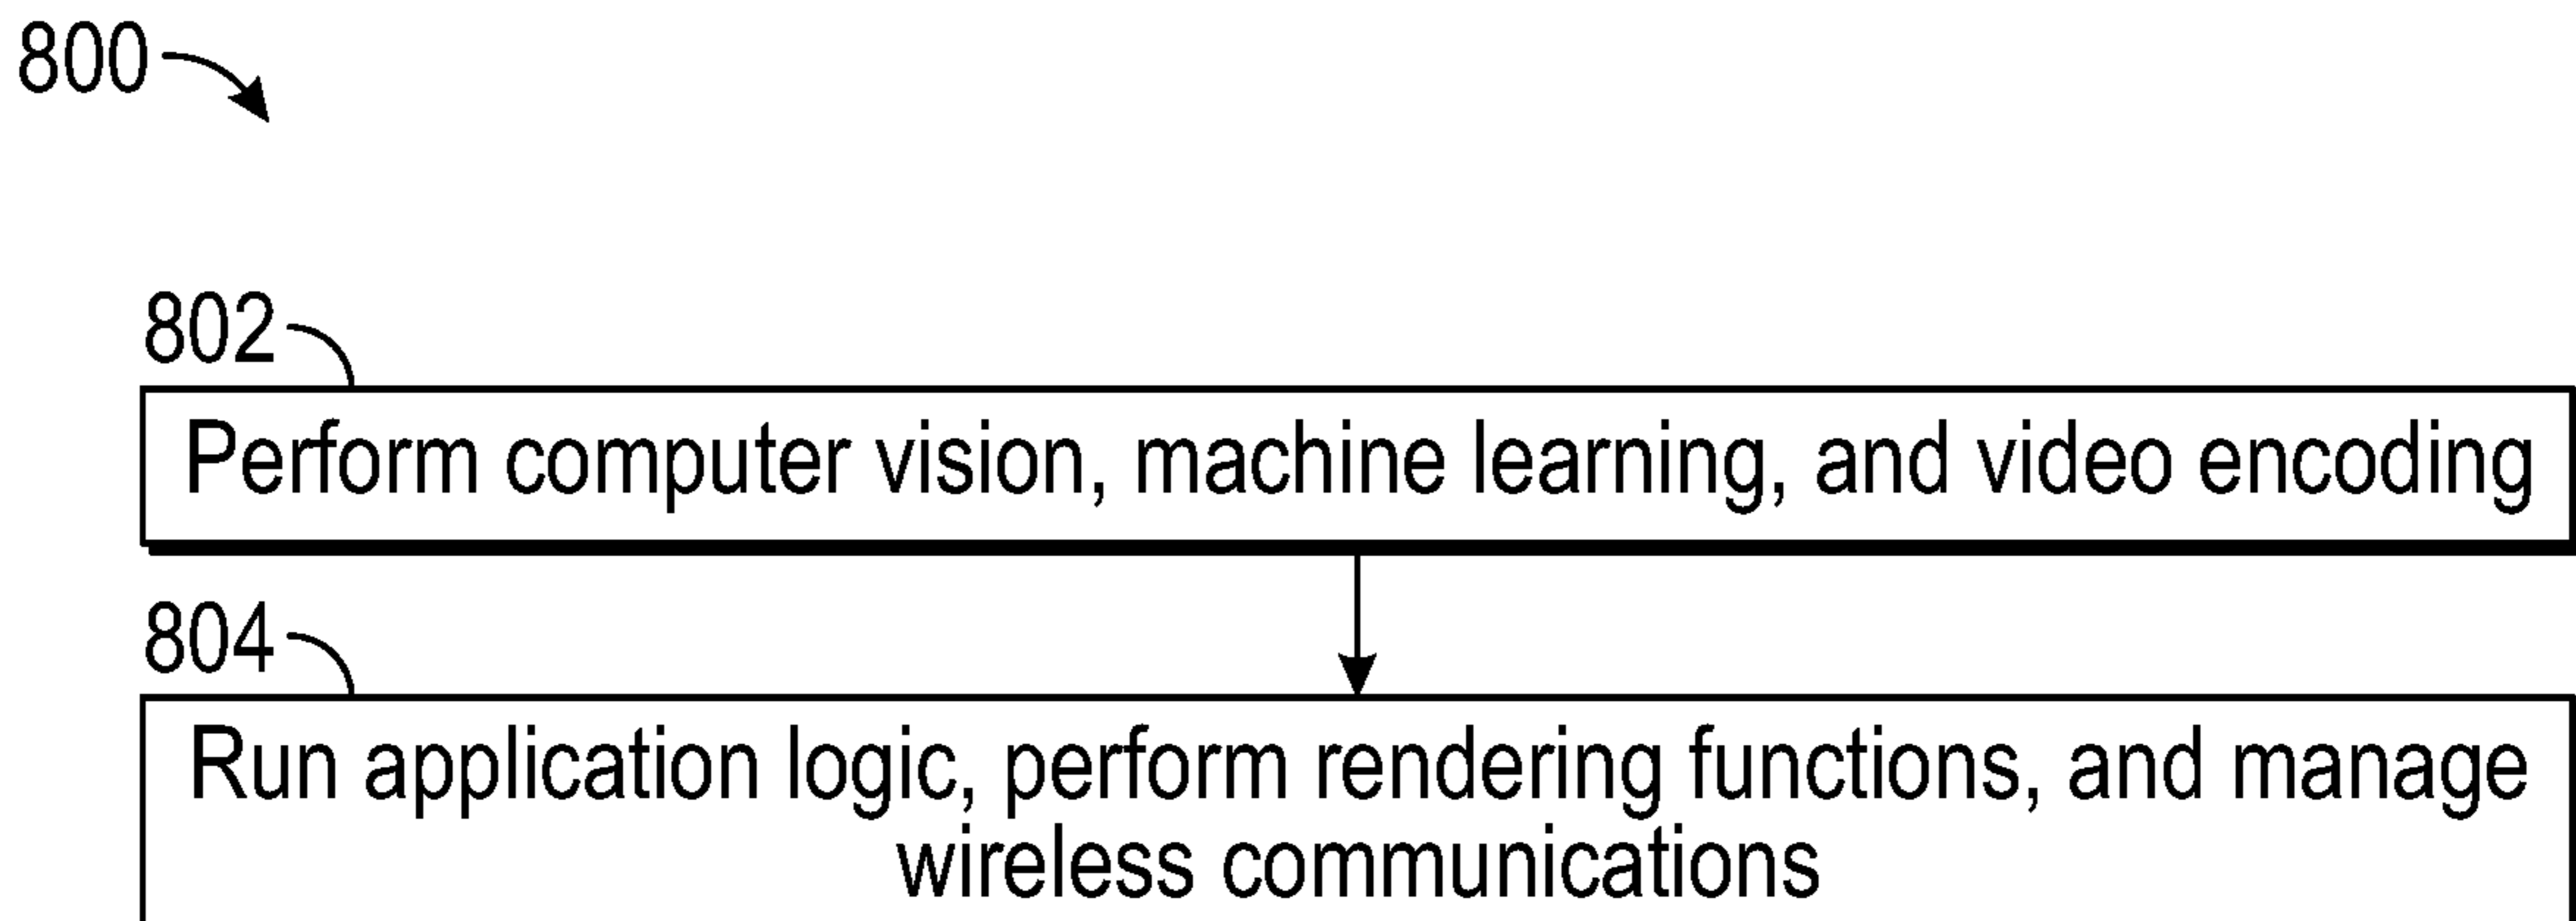 800
802
Perform computer vision, machine learning, and video encoding
804
Run application logic, perform rendering functions, and manage
wireless communications